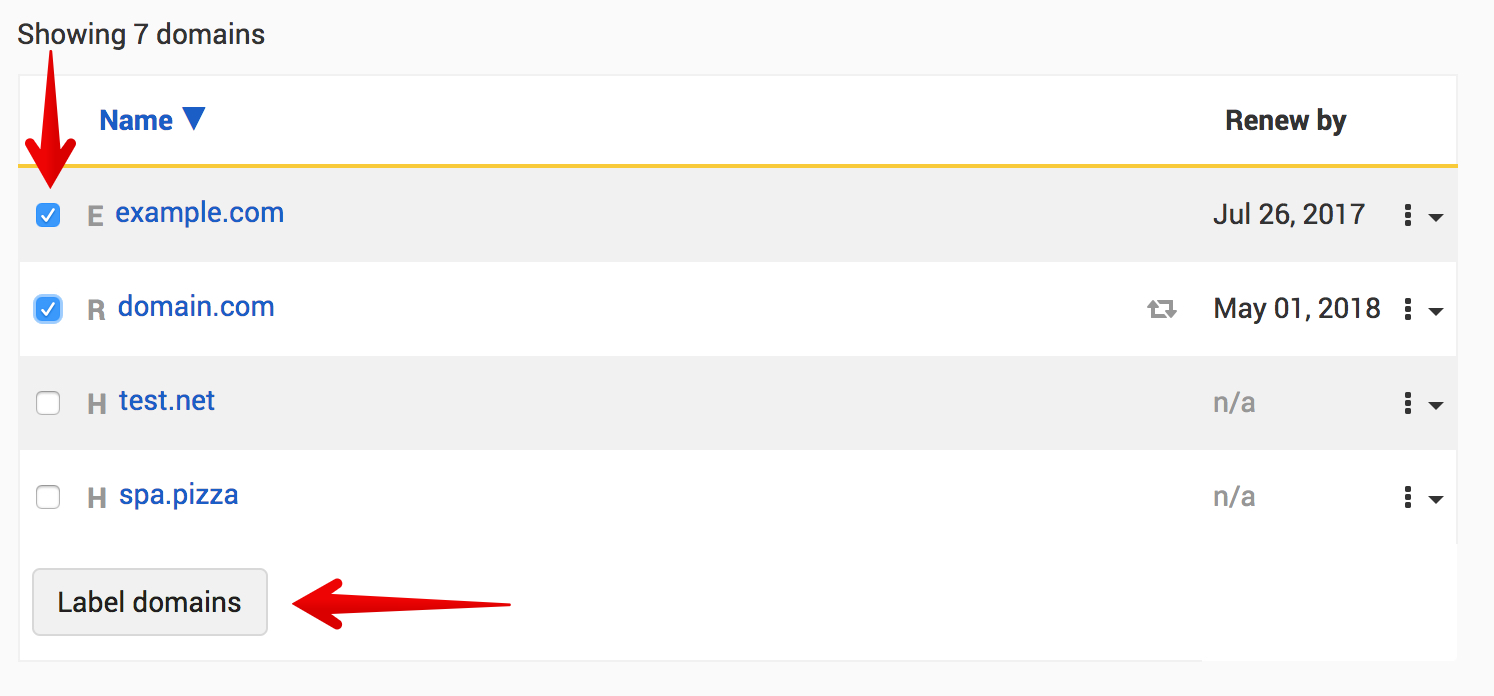 Showing 7 domains
Name ▼ Renew by
E example.com Jul 26, 2017
R domain.com May 01, 2018
H test.net n/a
H spa.pizza n/a
Label domains